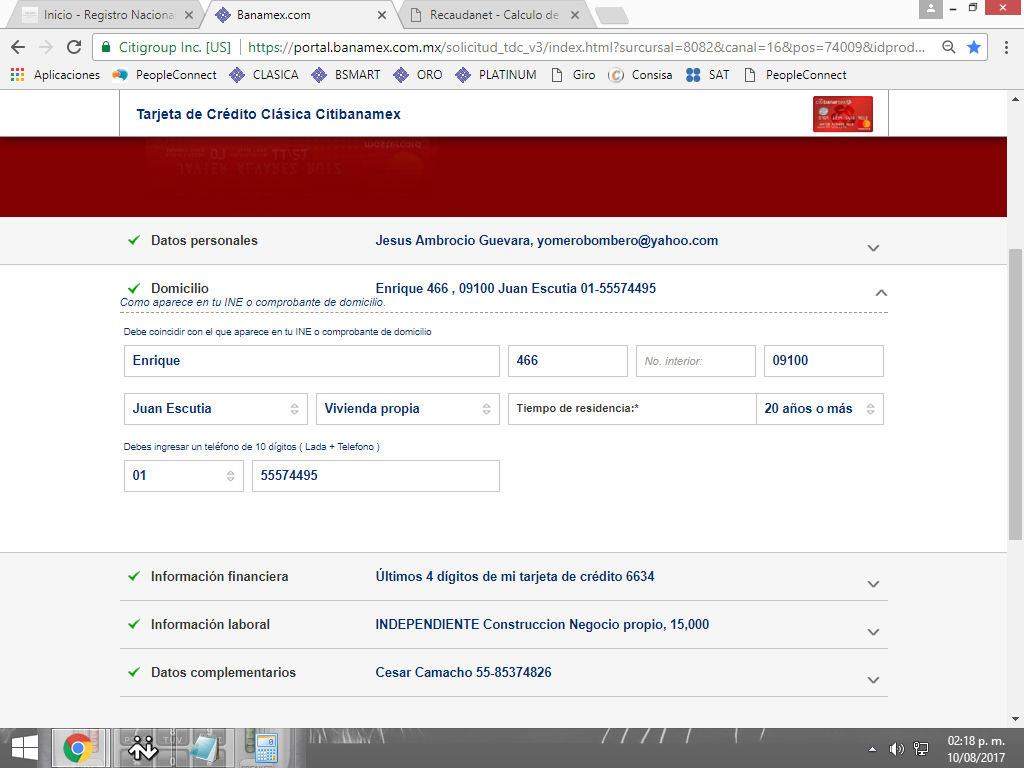 Inicio - Registro Naciona
Banamex.com
Recaudanet - Calculo de
Citigroup Inc. [US]
https://portal.banamex.com.mx/solicitud_tdc_v3/index.html?surcursal=8082&canal=16&pos=74009&idprod...
Aplicaciones PeopleConnect CLASICA BSMART ORO PLATINUM Giro Consisa SAT PeopleConnect
Tarjeta de Crédito Clásica Citibanamex
Datos personales
Jesus Ambrocio Guevara, yomerobombero@yahoo.com
Domicilio
Enrique 466 , 09100 Juan Escutia 01-55574495
Como aparece en tu INE o comprobante de domicilio.
Debe coincidir con el que aparece en tu INE o comprobante de domicilio
Enrique 466 No. interior: 09100
Juan Escutia Vivienda propia Tiempo de residencia:* 20 años o más
Debes ingresar un teléfono de 10 dígitos ( Lada + Telefono )
01 55574495
Información financiera
Últimos 4 dígitos de mi tarjeta de crédito 6634
Información laboral
INDEPENDIENTE Construccion Negocio propio, 15,000
Datos complementarios
Cesar Camacho 55-85374826
02:18 p. m.
10/08/2017